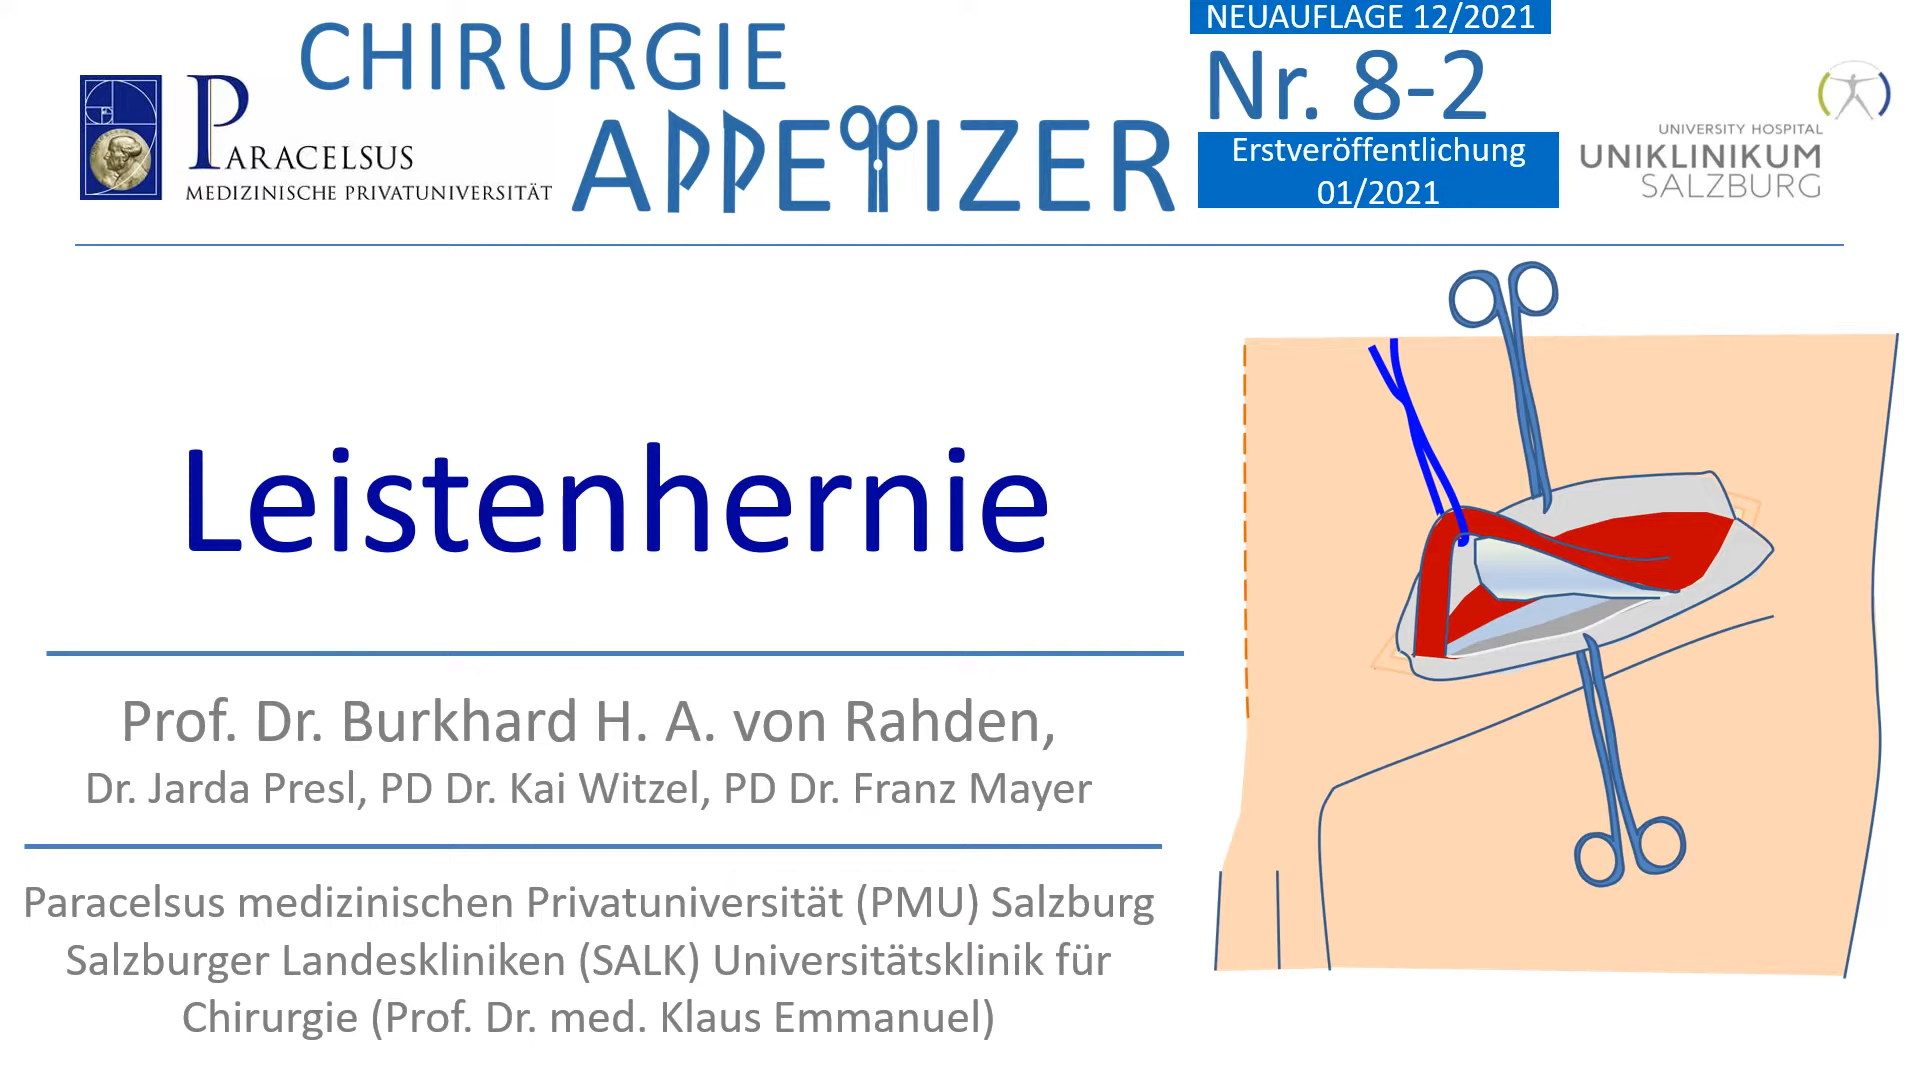 CHIRURGIE
APPETIZER
PARACELSUS
MEDIZINISCHE PRIVATUNIVERSITÄT
NEUAUFLAGE 12/2021
Nr. 8-2
Erstveröffentlichung
01/2021
UNIVERSITY HOSPITAL
UNIKLINIKUM
SALZBURG
Leistenhernie
Prof. Dr. Burkhard H. A. von Rahden,
Dr. Jarda Presl, PD Dr. Kai Witzel, PD Dr. Franz Mayer
Paracelsus medizinischen Privatuniversität (PMU) Salzburg
Salzburger Landeskliniken (SALK) Universitätsklinik für
Chirurgie (Prof. Dr. med. Klaus Emmanuel)